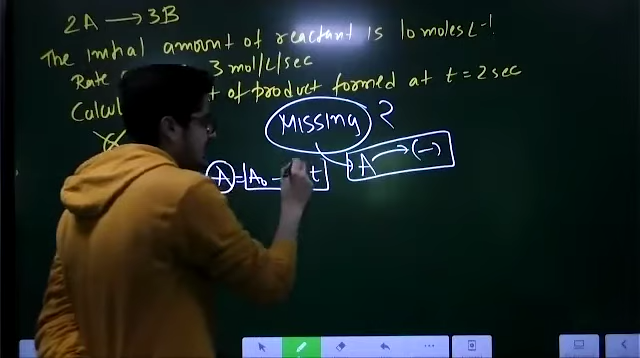 2A → 3B
The initial amount of reactant is 10 moles L⁻¹.
Rate 3 mol/L/sec
of product formed at t = 2 sec
MISSING ?
A → (-)
A = A₀ - t